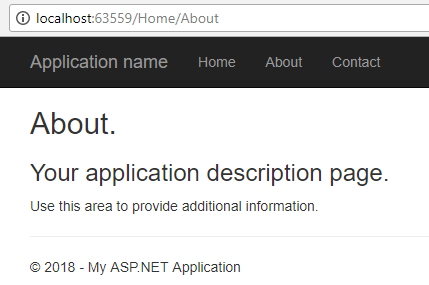 localhost:63559/Home/About
Application name Home About Contact
About.
Your application description page.
Use this area to provide additional information.
© 2018 - My ASP.NET Application